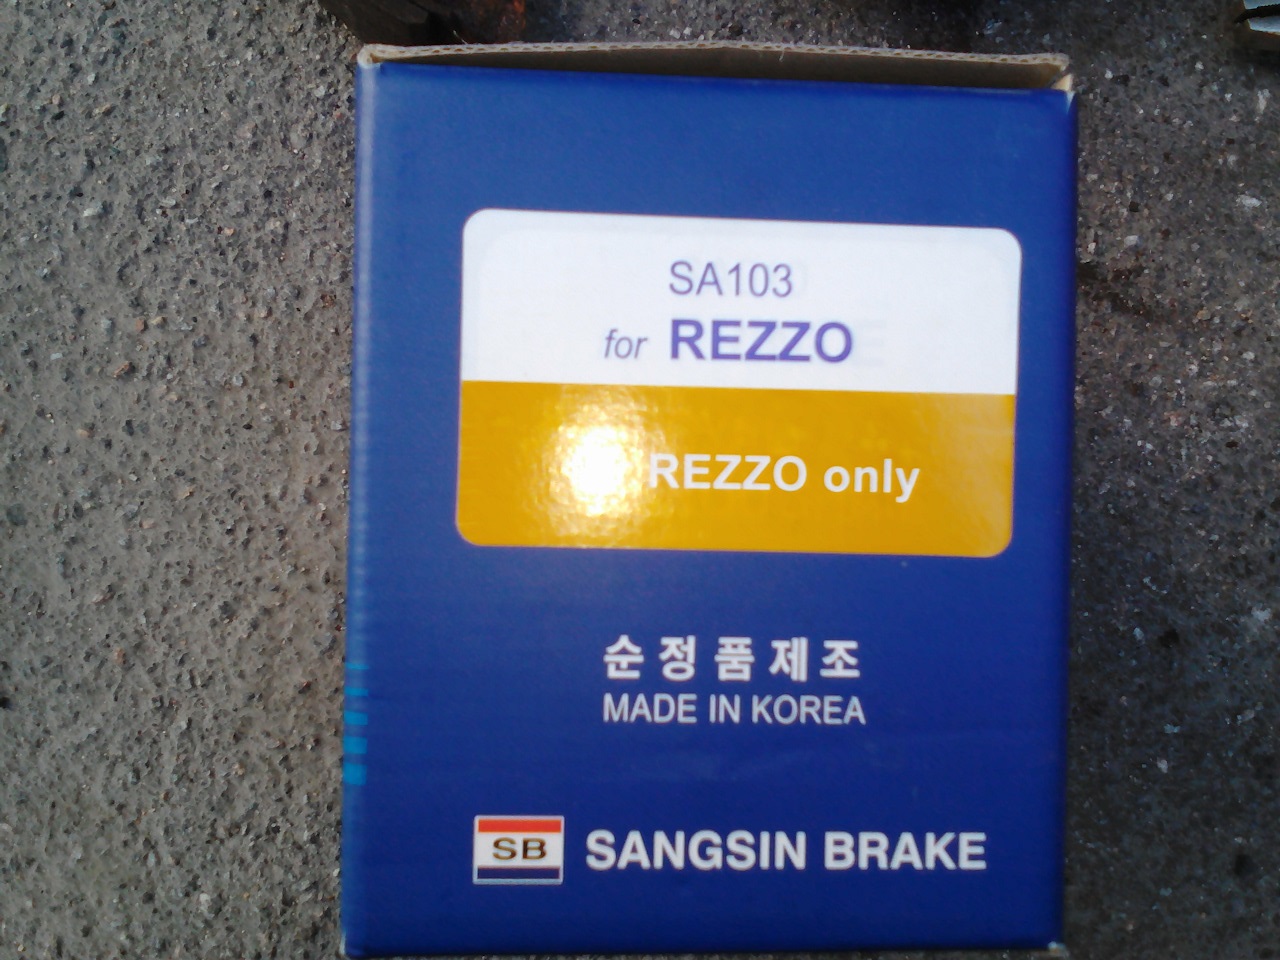 SA103
for REZZO
REZZO only
순정품제조
MADE IN KOREA
SB SANGSIN BRAKE